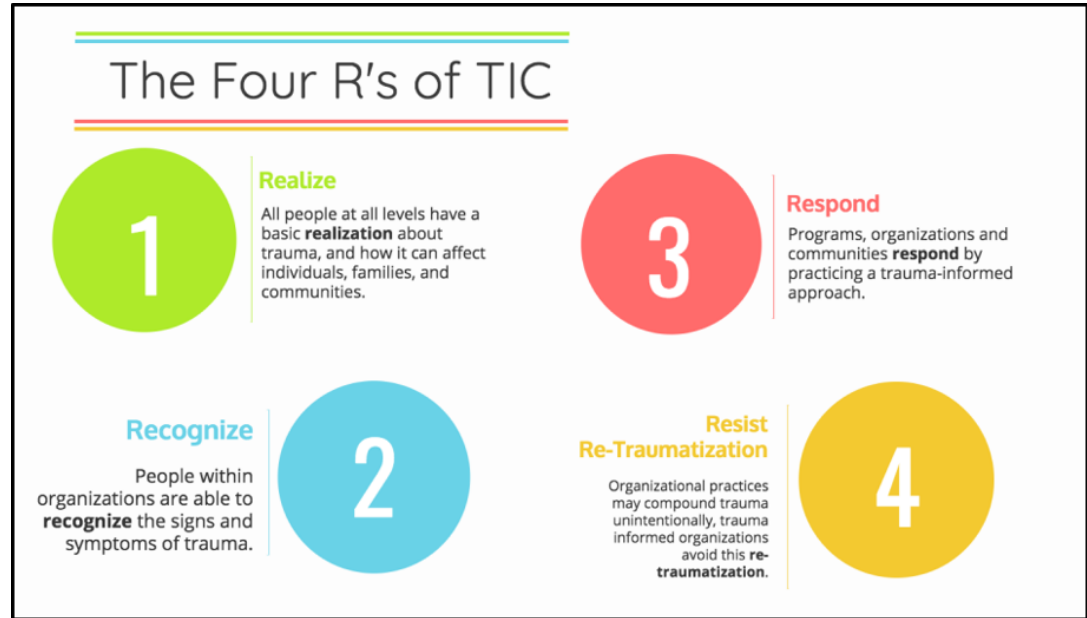 The Four R's of TIC
1
Realize
All people at all levels have a
basic realization about
trauma, and how it can affect
individuals, families, and
communities.
2
Recognize
People within
organizations are able to
recognize the signs and
symptoms of trauma.
3
Respond
Programs, organizations and
communities respond by
practicing a trauma-informed
approach.
4
Resist
Re-Traumatization
Organizational practices
may compound trauma
unintentionally, trauma
informed organizations
avoid this re-
traumatization.